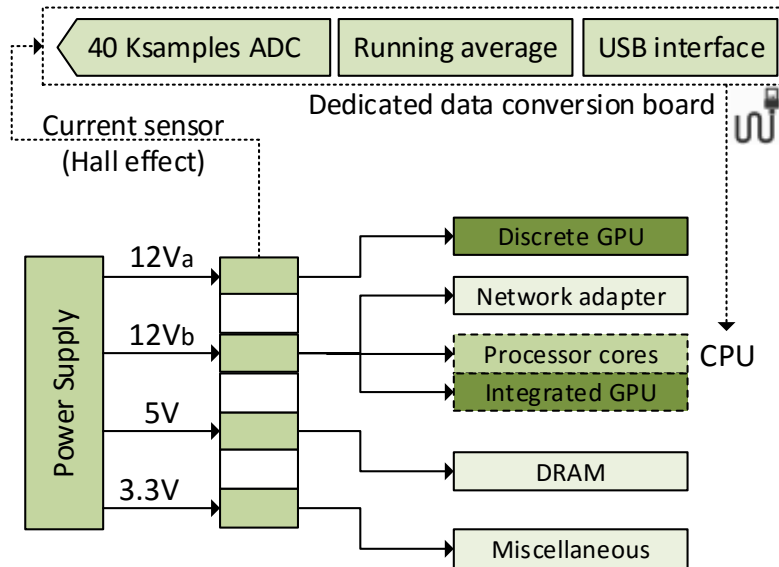 40 Ksamples ADC
Running average
USB interface
Dedicated data conversion board
Current sensor
(Hall effect)
Power Supply
12Va
12Vb
5V
3.3V
Discrete GPU
Network adapter
Processor cores
CPU
Integrated GPU
DRAM
Miscellaneous